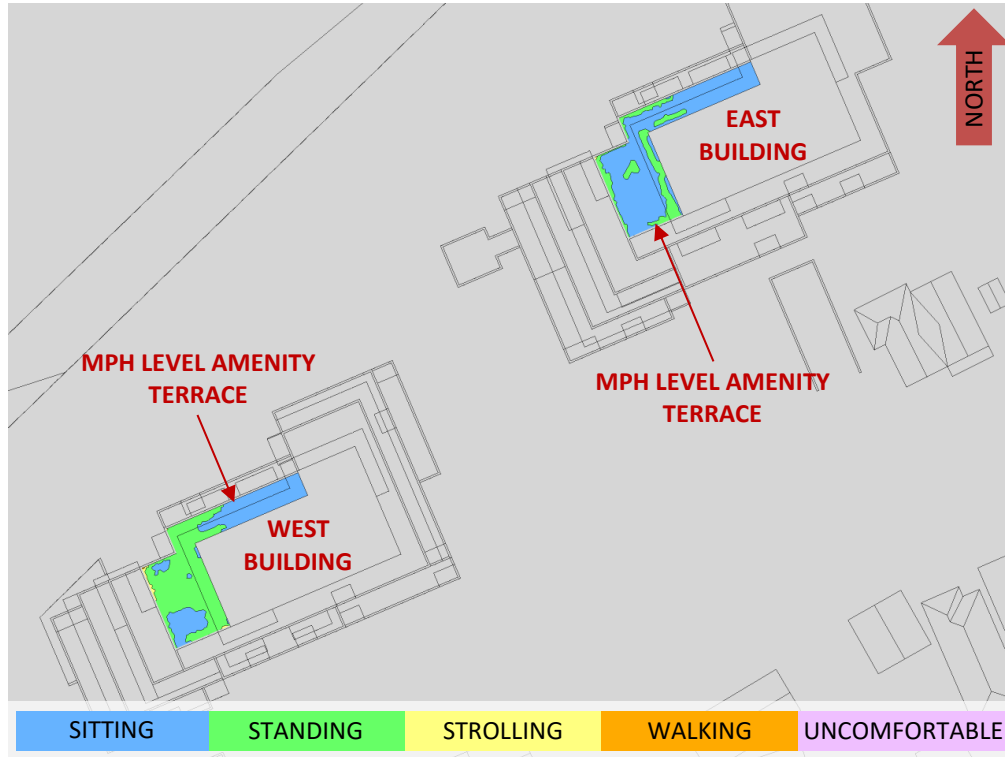 NORTH
EAST
BUILDING
MPH LEVEL AMENITY
TERRACE
MPH LEVEL AMENITY
TERRACE
WEST
BUILDING
SITTING STANDING STROLLING WALKING UNCOMFORTABLE